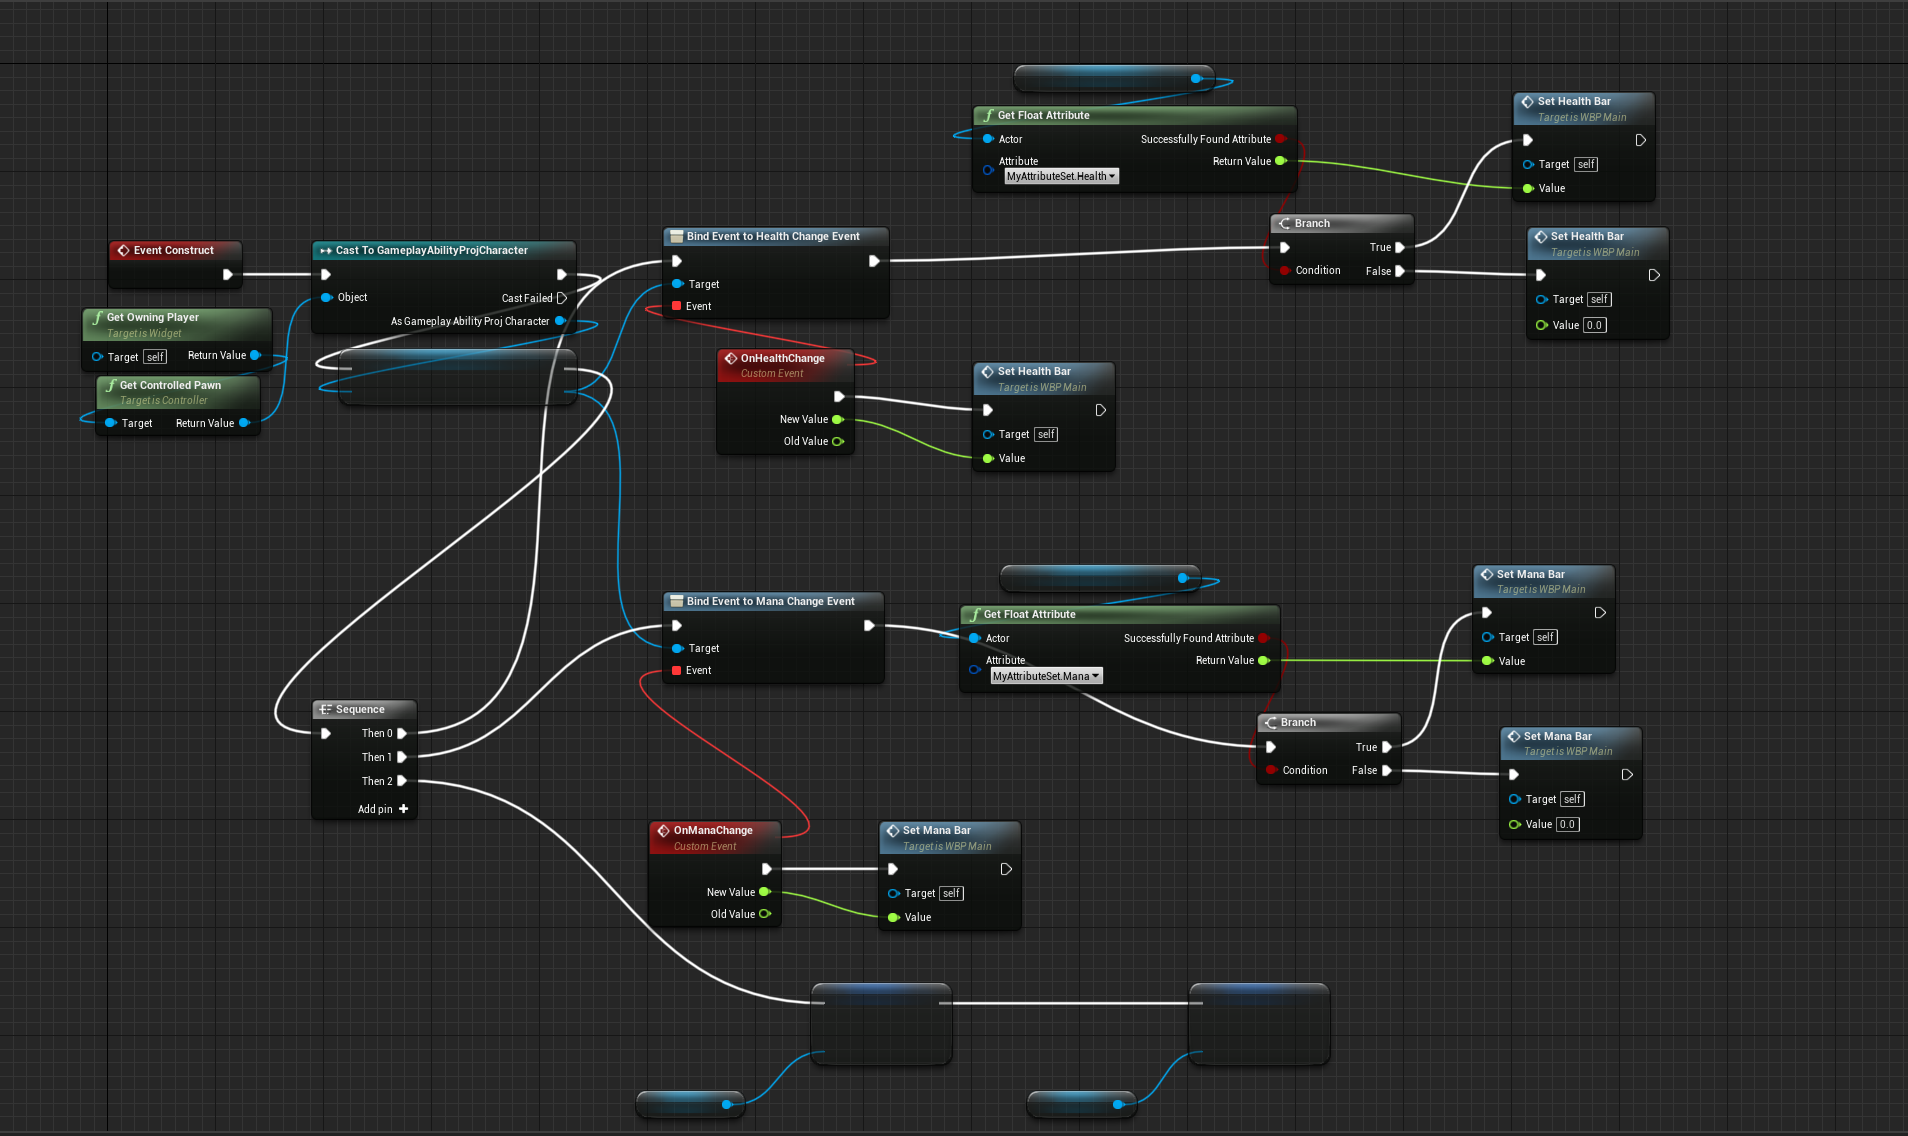 Event Construct
Get Owning Player
Target is Widget
Target self Return Value
Get Controlled Pawn
Target is Controller
Target Return Value
Cast To GameplayAbilityProjCharacter
Object
Cast Failed
As Gameplay Ability Proj Character
Bind Event to Health Change Event
Target
Event
OnHealthChange
Custom Event
New Value
Old Value
Set Health Bar
Target is WBP Main
Target self
Value
Get Float Attribute
Actor Successfully Found Attribute
Attribute Return Value
MyAttributeSet.Health
Branch
True
Condition False
Set Health Bar
Target is WBP Main
Target self
Value
Set Health Bar
Target is WBP Main
Target self
Value 0.0
Sequence
Then 0
Then 1
Then 2
Add pin
Bind Event to Mana Change Event
Target
Event
OnManaChange
Custom Event
New Value
Old Value
Set Mana Bar
Target is WBP Main
Target self
Value
Get Float Attribute
Actor Successfully Found Attribute
Attribute Return Value
MyAttributeSet.Mana
Branch
True
Condition False
Set Mana Bar
Target is WBP Main
Target self
Value
Set Mana Bar
Target is WBP Main
Target self
Value 0.0